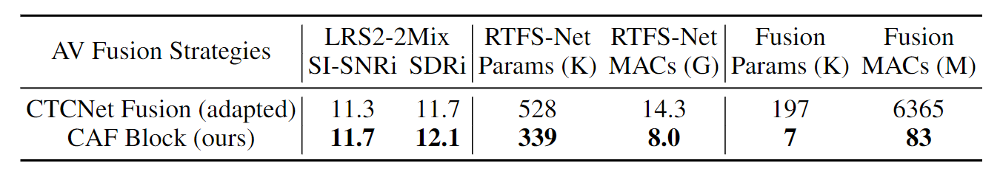 AV Fusion Strategies LRS2-2Mix RTFS-Net RTFS-Net Fusion Fusion
SI-SNRi SDRi Params (K) MACs (G) Params (K) MACs (M)
CTCNet Fusion (adapted) 11.3 11.7 528 14.3 197 6365
CAF Block (ours) 11.7 12.1 339 8.0 7 83